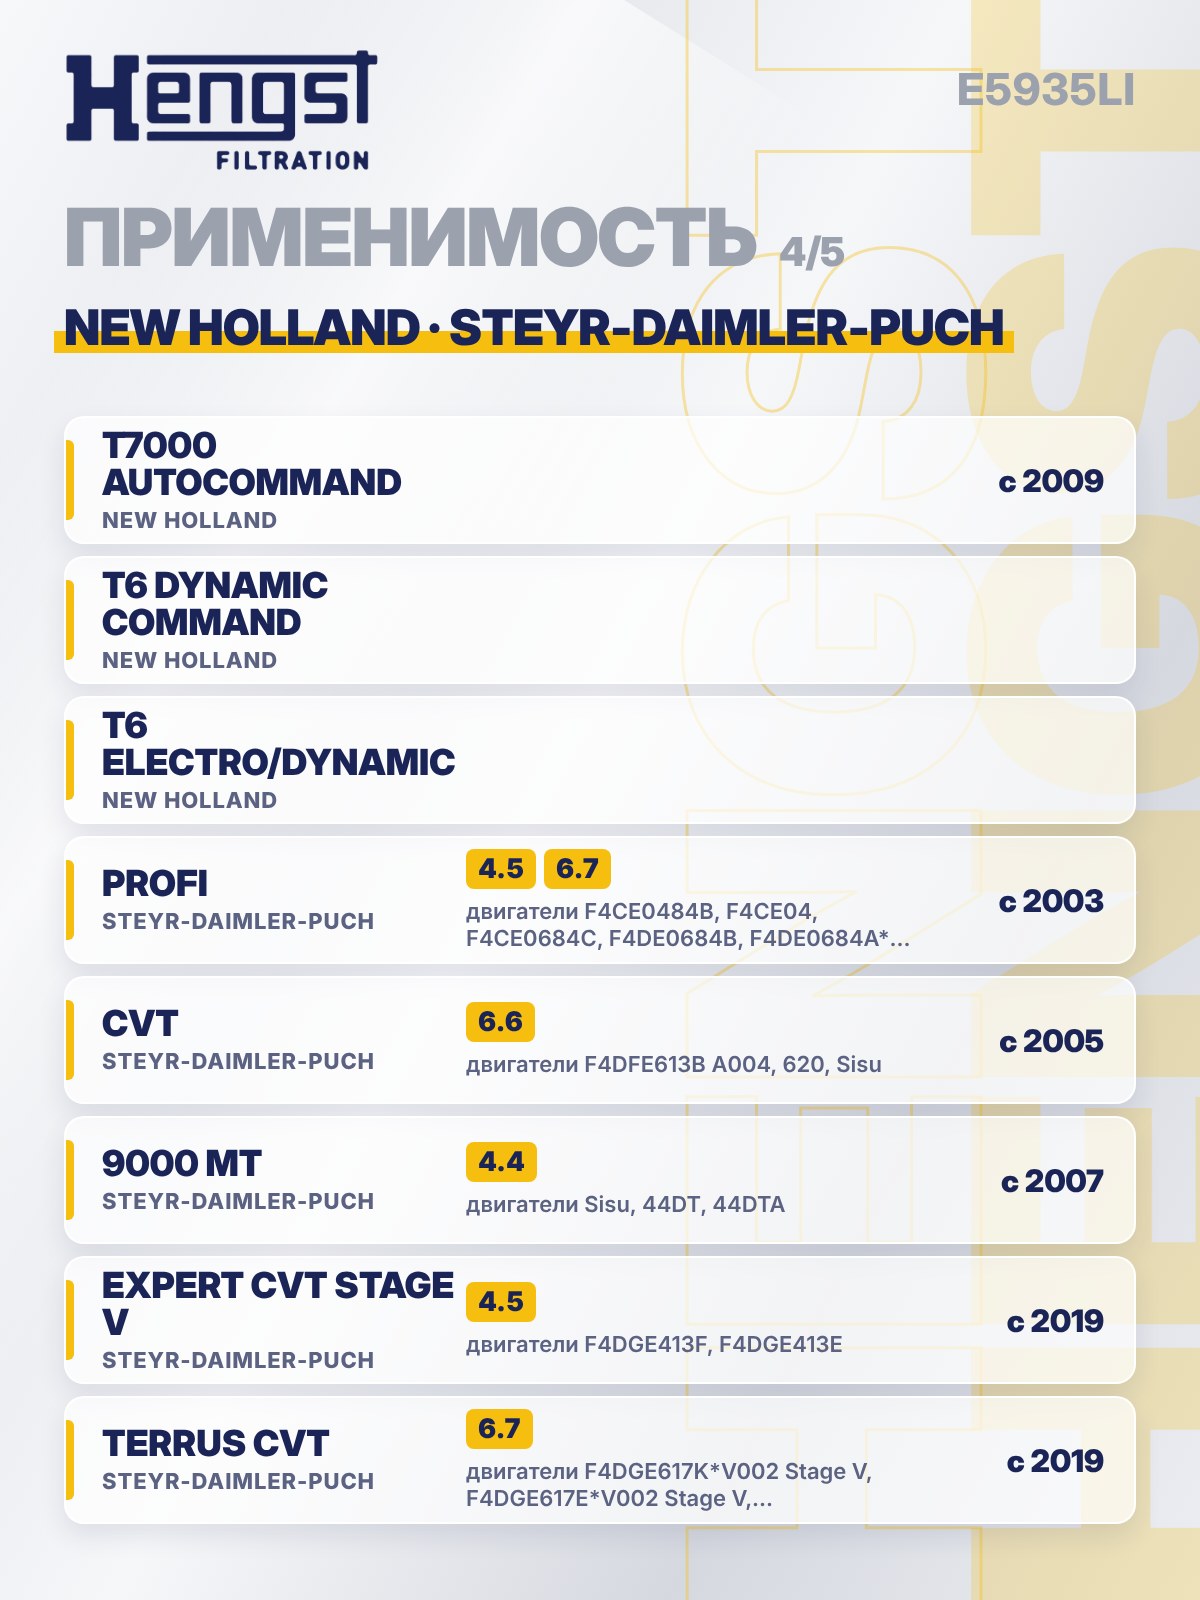 Hengst
FILTRATION
E5935LI
ПРИМЕНИМОСТЬ 4/5
NEW HOLLAND · STEYR-DAIMLER-PUCH
T7000
AUTOCOMMAND
NEW HOLLAND
с 2009
T6 DYNAMIC
COMMAND
NEW HOLLAND
T6
ELECTRO/DYNAMIC
NEW HOLLAND
PROFI
STEYR-DAIMLER-PUCH
4.5 6.7
двигатели F4CE0484B, F4CE04,
F4CE0684C, F4DE0684B, F4DE0684A*...
с 2003
CVT
STEYR-DAIMLER-PUCH
6.6
двигатели F4DFE613B A004, 620, Sisu
с 2005
9000 MT
STEYR-DAIMLER-PUCH
4.4
двигатели Sisu, 44DT, 44DTA
с 2007
EXPERT CVT STAGE
V
STEYR-DAIMLER-PUCH
4.5
двигатели F4DGE413F, F4DGE413E
с 2019
TERRUS CVT
STEYR-DAIMLER-PUCH
6.7
двигатели F4DGE617K*V002 Stage V,
F4DGE617E*V002 Stage V,...
с 2019
HENGST
HENGST